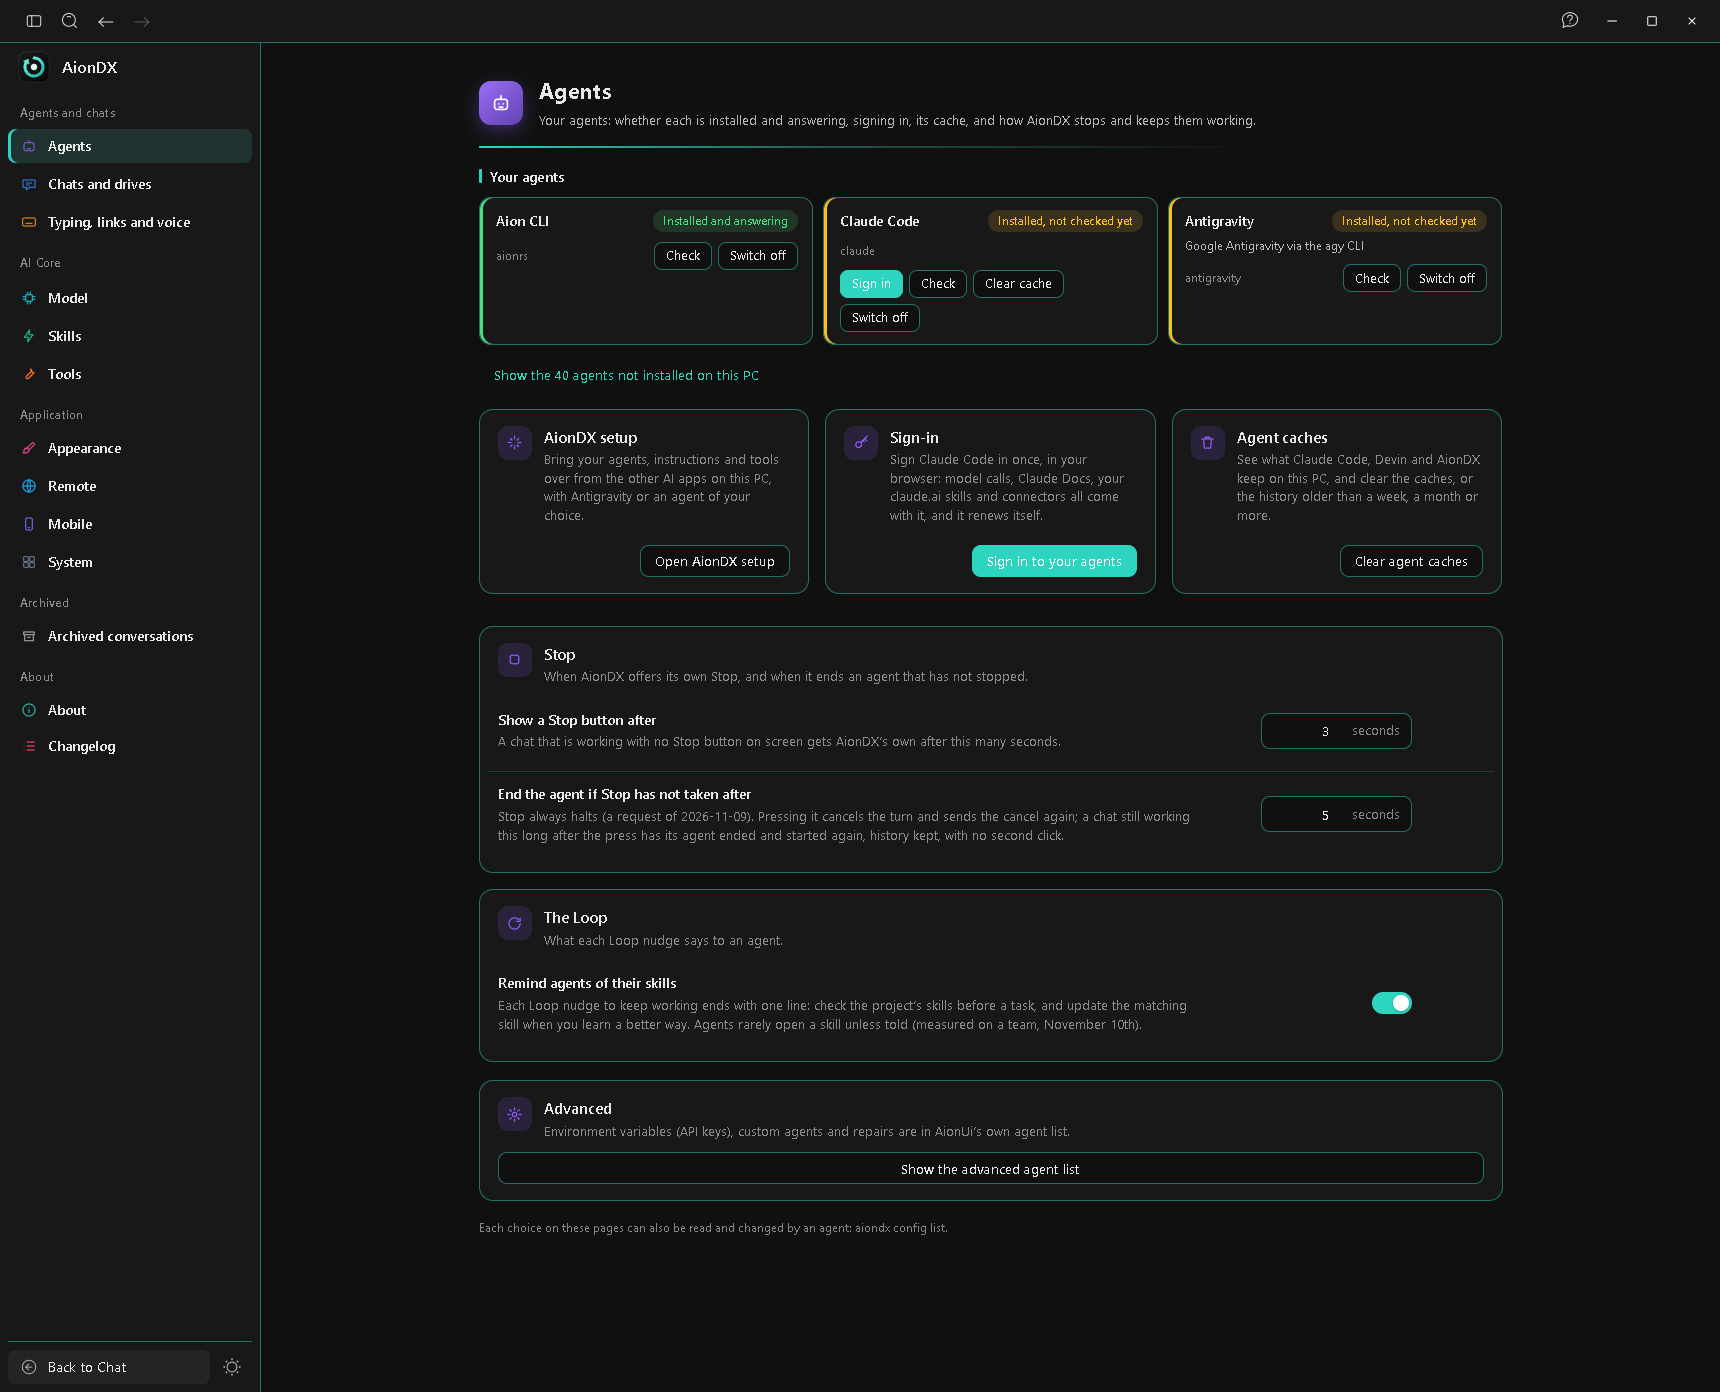 AionDX
Agents and chats
Agents
Chats and drives
Typing, links and voice
AI Core
Model
Skills
Tools
Application
Appearance
Remote
Mobile
System
Archived
Archived conversations
About
About
Changelog
Back to Chat
Agents
Your agents: whether each is installed and answering, signing in, its cache, and how AionDX stops and keeps them working.
Your agents
Aion CLI
Installed and answering
aionrs
Check
Switch off
Claude Code
Installed, not checked yet
claude
Sign in
Check
Clear cache
Switch off
Antigravity
Installed, not checked yet
Google Antigravity via the agy CLI
antigravity
Check
Switch off
Show the 40 agents not installed on this PC
AionDX setup
Bring your agents, instructions and tools
over from the other AI apps on this PC,
with Antigravity or an agent of your
choice.
Open AionDX setup
Sign-in
Sign Claude Code in once, in your
browser: model calls, Claude Docs, your
claude.ai skills and connectors all come
with it, and it renews itself.
Sign in to your agents
Agent caches
See what Claude Code, Devin and AionDX
keep on this PC, and clear the caches, or
the history older than a week, a month or
more.
Clear agent caches
Stop
When AionDX offers its own Stop, and when it ends an agent that has not stopped.
Show a Stop button after
A chat that is working with no Stop button on screen gets AionDX's own after this many seconds.
3 seconds
End the agent if Stop has not taken after
Stop always halts (a request of 2026-11-09). Pressing it cancels the turn and sends the cancel again; a chat still working
this long after the press has its agent ended and started again, history kept, with no second click.
5 seconds
The Loop
What each Loop nudge says to an agent.
Remind agents of their skills
Each Loop nudge to keep working ends with one line: check the project's skills before a task, and update the matching
skill when you learn a better way. Agents rarely open a skill unless told (measured on a team, November 10th).
Advanced
Environment variables (API keys), custom agents and repairs are in AionUi's own agent list.
Show the advanced agent list
Each choice on these pages can also be read and changed by an agent: aiondx config list.